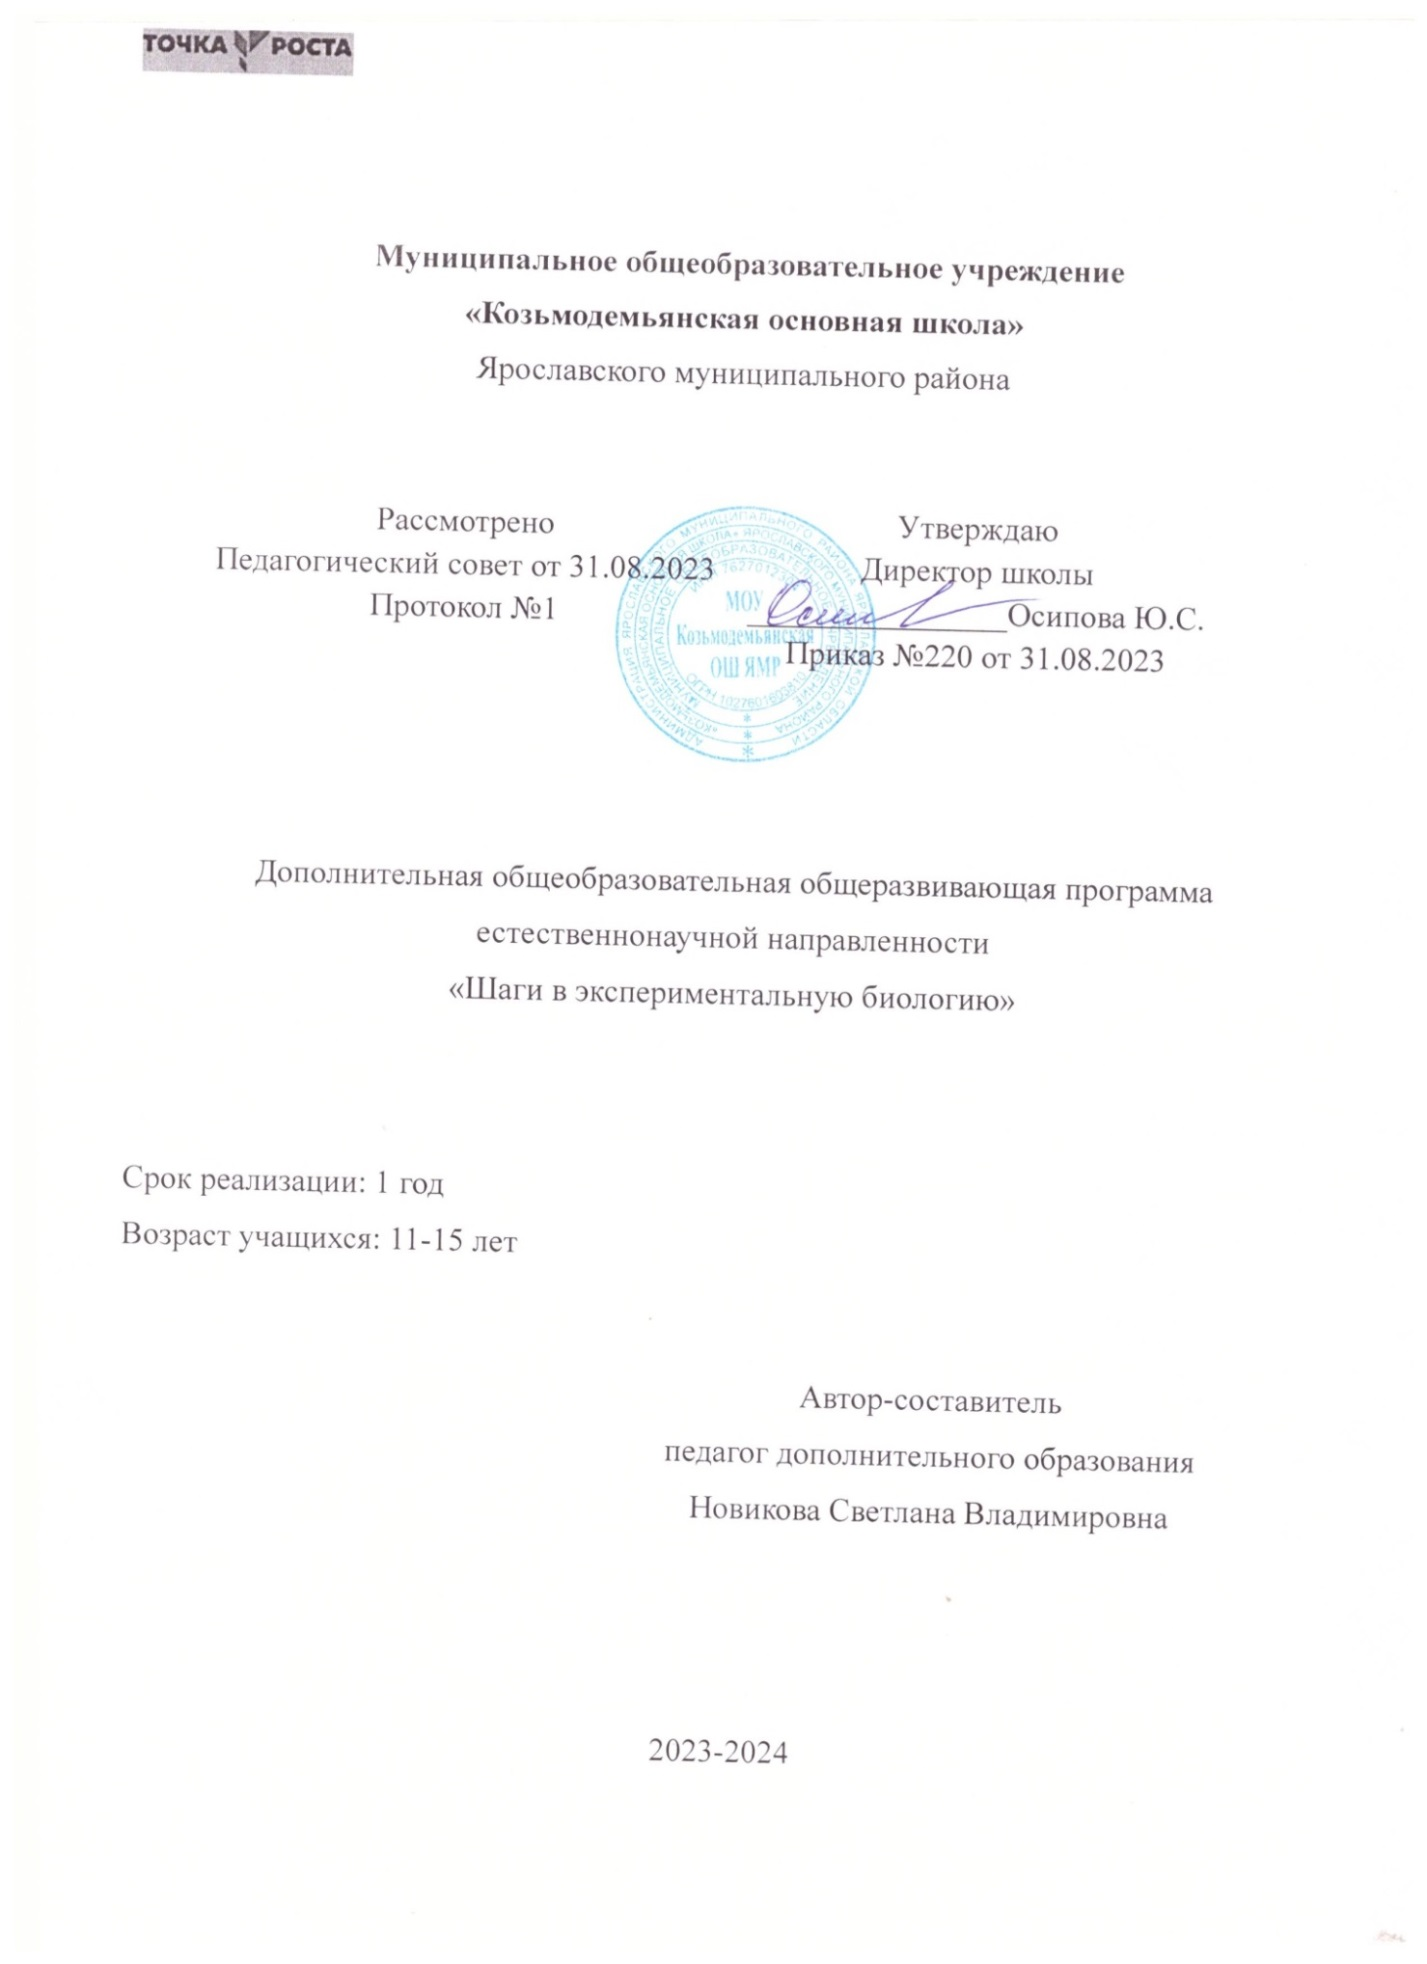 ТОЧКА РОСТА
Муниципальное общеобразовательное учреждение
«Козьмодемьянская основная школа»
Ярославского муниципального района
Рассмотрено
Педагогический совет от 31.08.2023
Протокол №1
Утверждаю
Директор школы
Осипова Ю.С.
Приказ №220 от 31.08.2023
МОУ
Козьмодемьянская
ОШ ЯМР
Дополнительная общеобразовательная общеразвивающая программа
естественнонаучной направленности
«Шаги в экспериментальную биологию»
Срок реализации: 1 год
Возраст учащихся: 11-15 лет
Автор-составитель
педагог дополнительного образования
Новикова Светлана Владимировна
2023-2024